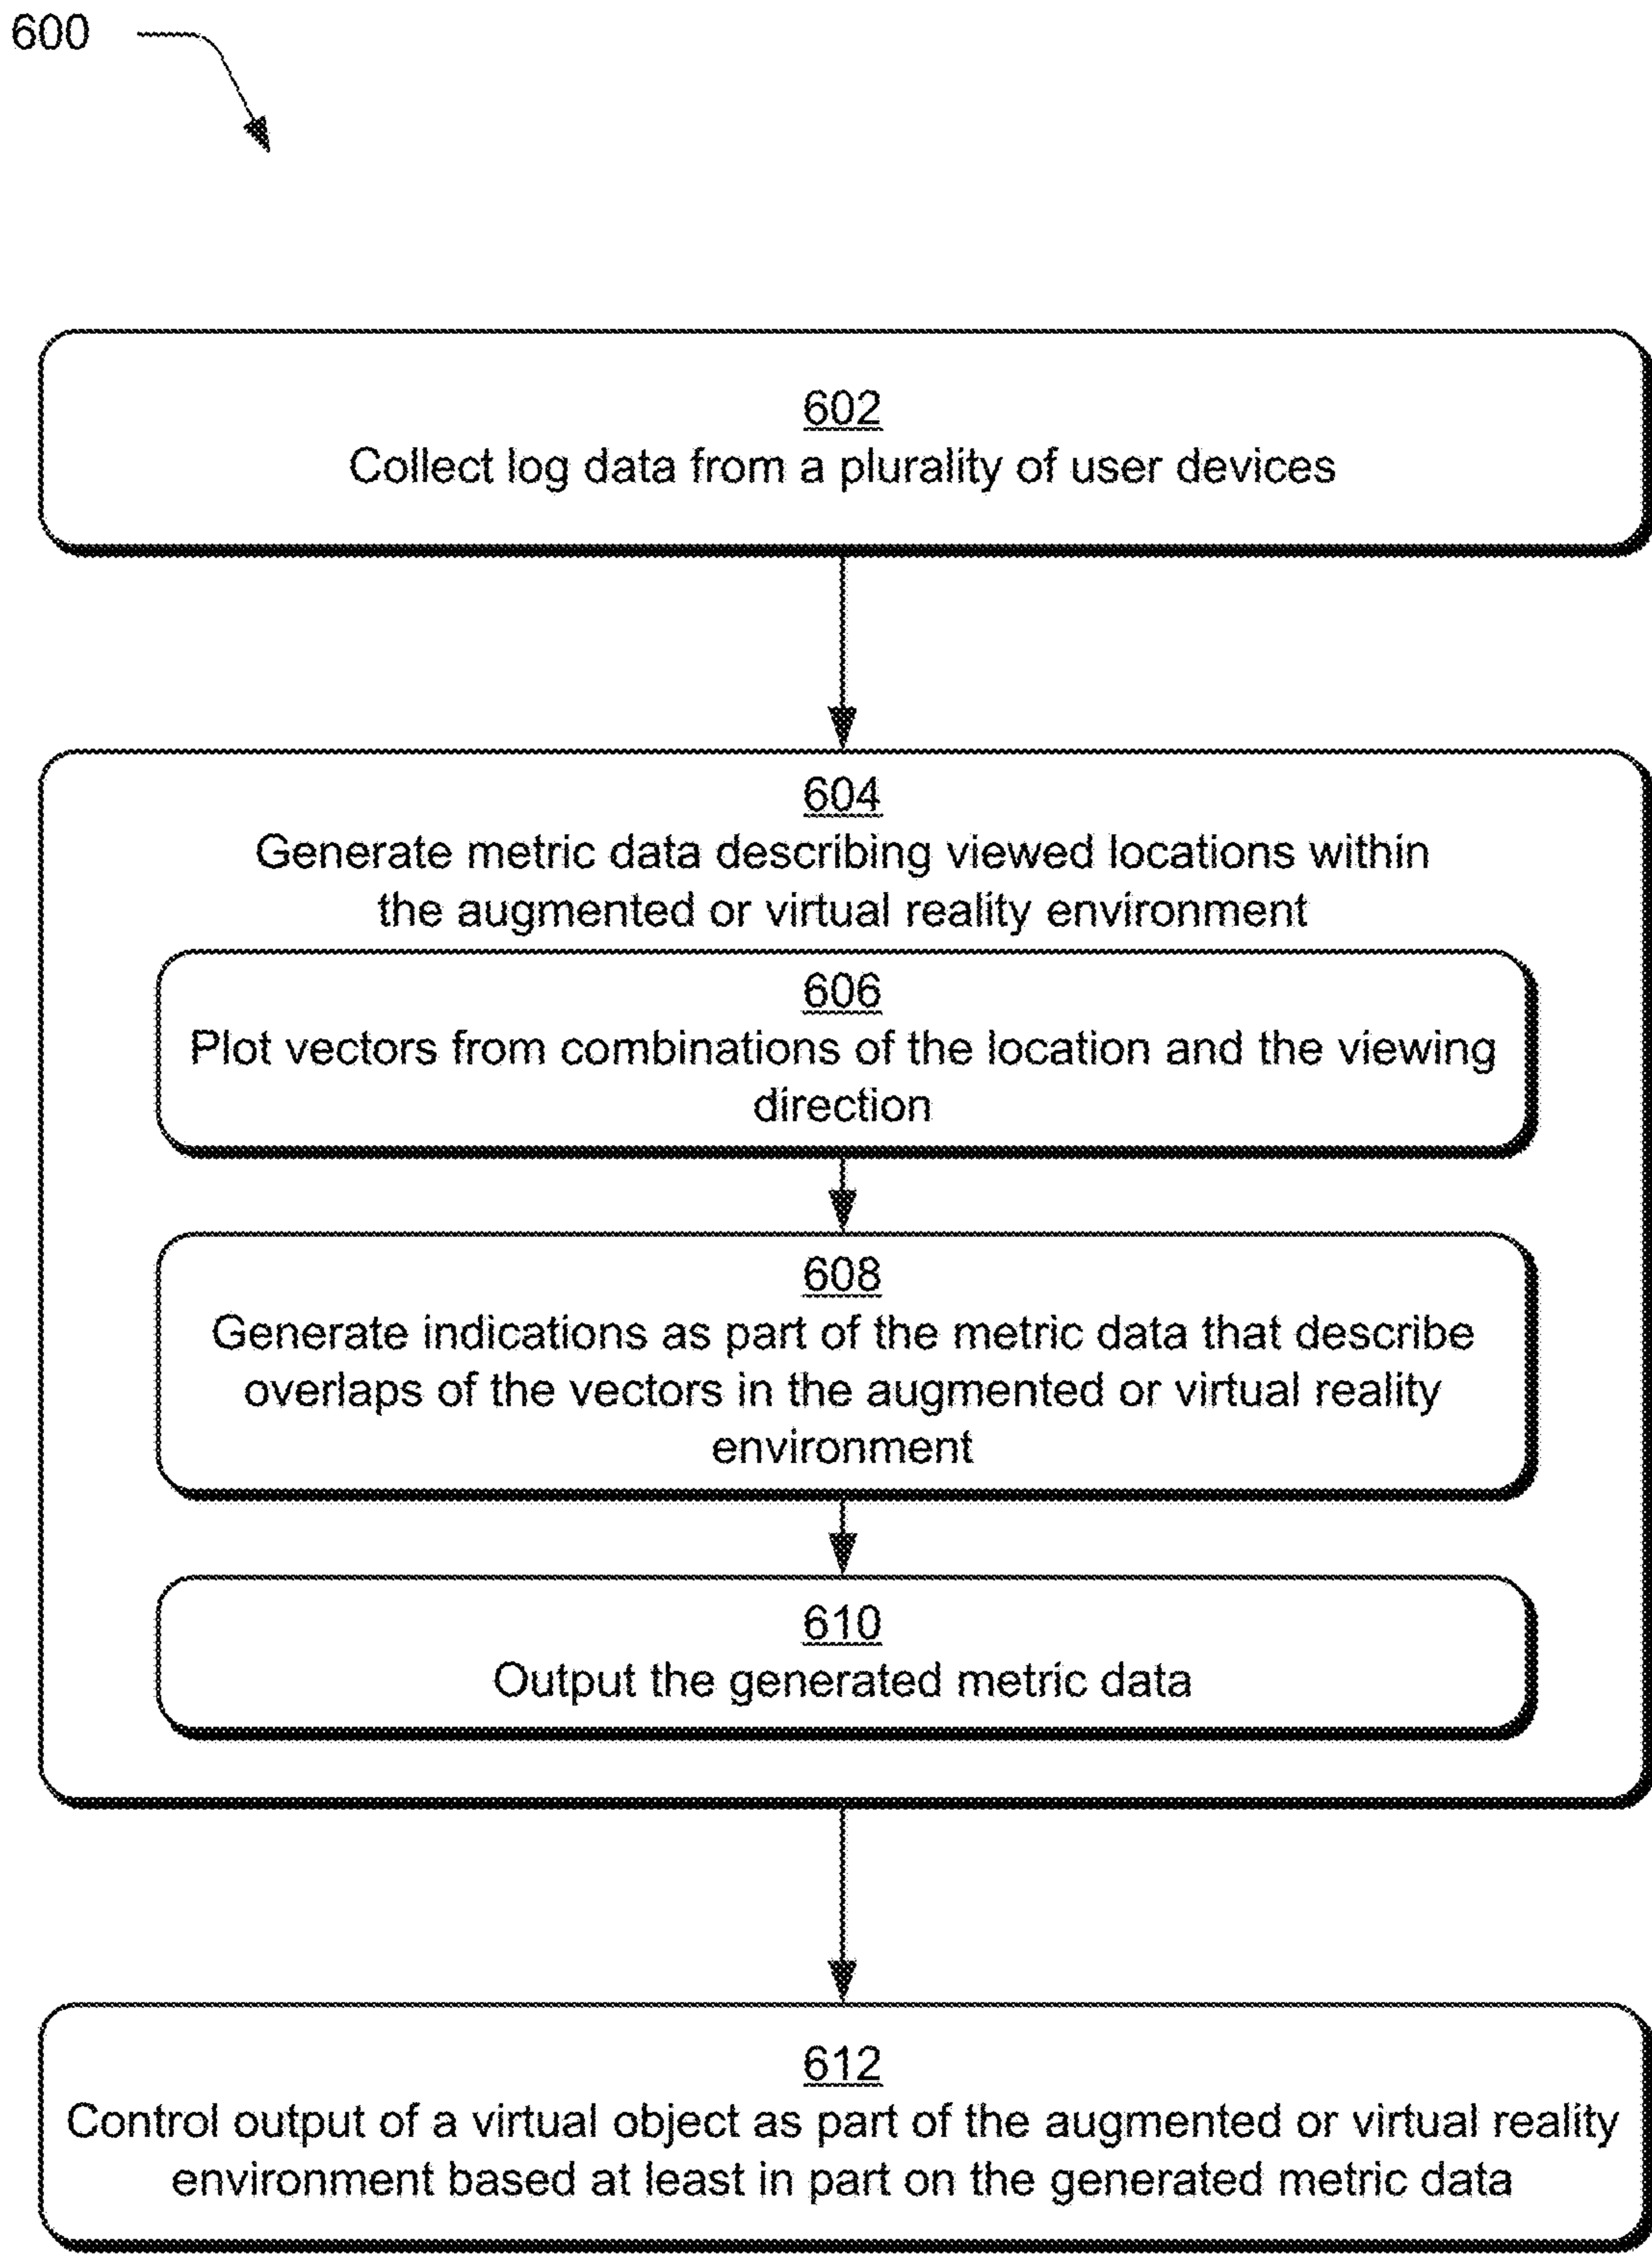 600
602
Collect log data from a plurality of user devices
604
Generate metric data describing viewed locations within
the augmented or virtual reality environment
606
Plot vectors from combinations of the location and the viewing
direction
608
Generate indications as part of the metric data that describe
overlaps of the vectors in the augmented or virtual reality
environment
610
Output the generated metric data
612
Control output of a virtual object as part of the augmented or virtual reality
environment based at least in part on the generated metric data